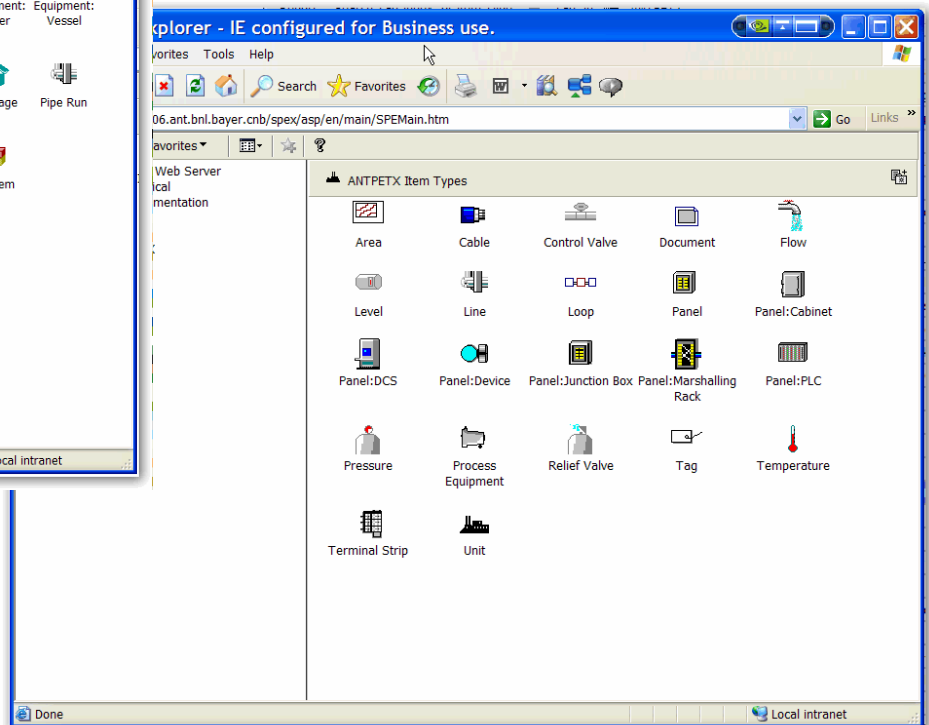 ment: Equipment:
er Vessel
age Pipe Run
em
cal intranet
xplorer - IE configured for Business use.
vorites Tools Help
Search Favorites
06.ant.bnl.bayer.cnb/spex/asp/en/main/SPEMain.htm
Go Links »
avorites
Web Server
ical
mentation
ANTPETX Item Types
Area Cable Control Valve Document Flow
Level Line Loop Panel Panel:Cabinet
Panel:DCS Panel:Device Panel:Junction Box Panel:Marshalling Panel:PLC
Rack
Pressure Process Relief Valve Tag Temperature
Equipment
Terminal Strip Unit
Done Local intranet